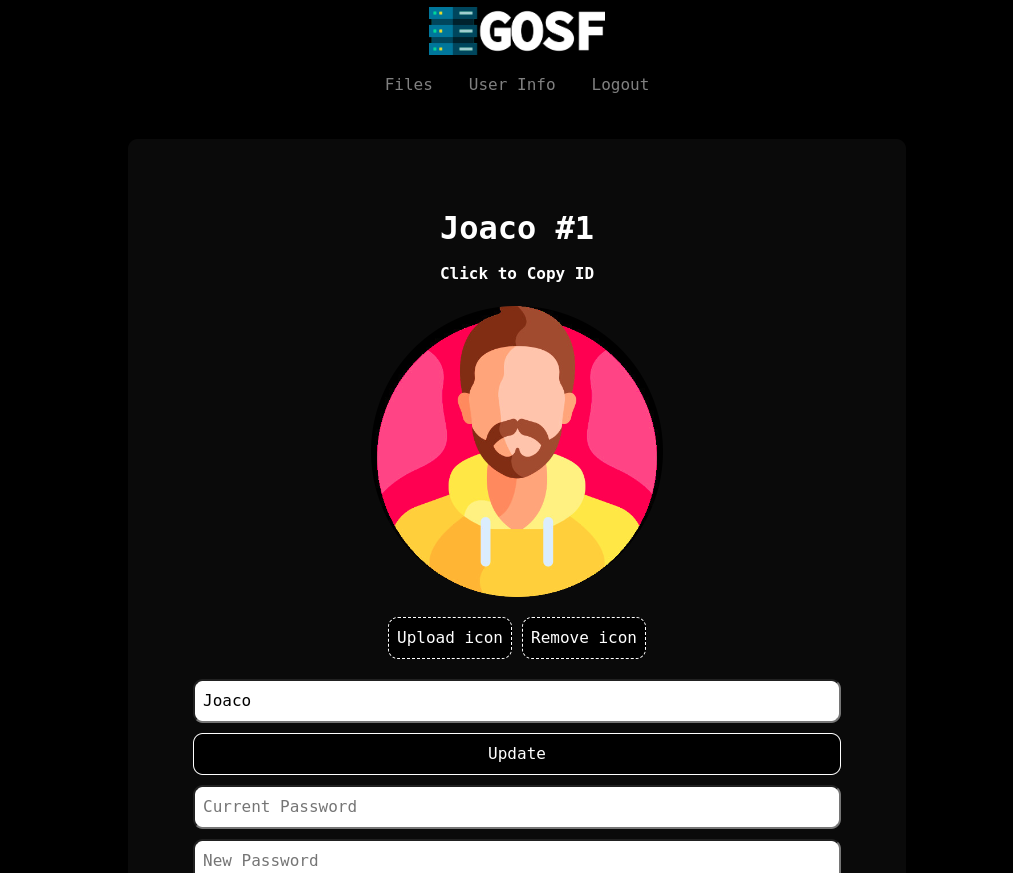 GOSF
Files User Info Logout
Joaco #1
Click to Copy ID
Upload icon Remove icon
Joaco
Update
Current Password
New Password